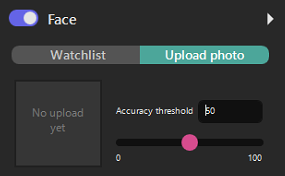 Face
Watchlist
Upload photo
No upload
yet
Accuracy threshold
50
0
100